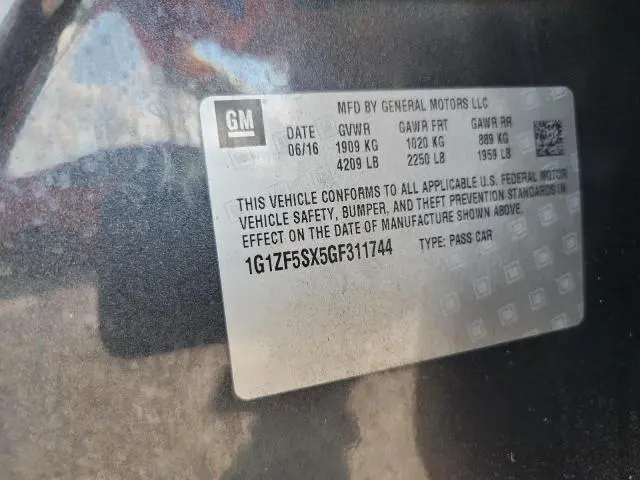 GM
MFD BY GENERAL MOTORS LLC
DATE GVWR GAWR FRT GAWR RR
06/16 1909 KG 1020 KG 889 KG
4209 LB 2250 LB 1959 LB
THIS VEHICLE CONFORMS TO ALL APPLICABLE U.S. FEDERAL MOTOR
VEHICLE SAFETY, BUMPER, AND THEFT PREVENTION STANDARDS IN
EFFECT ON THE DATE OF MANUFACTURE SHOWN ABOVE.
1G1ZF5SX5GF311744 TYPE: PASS CAR